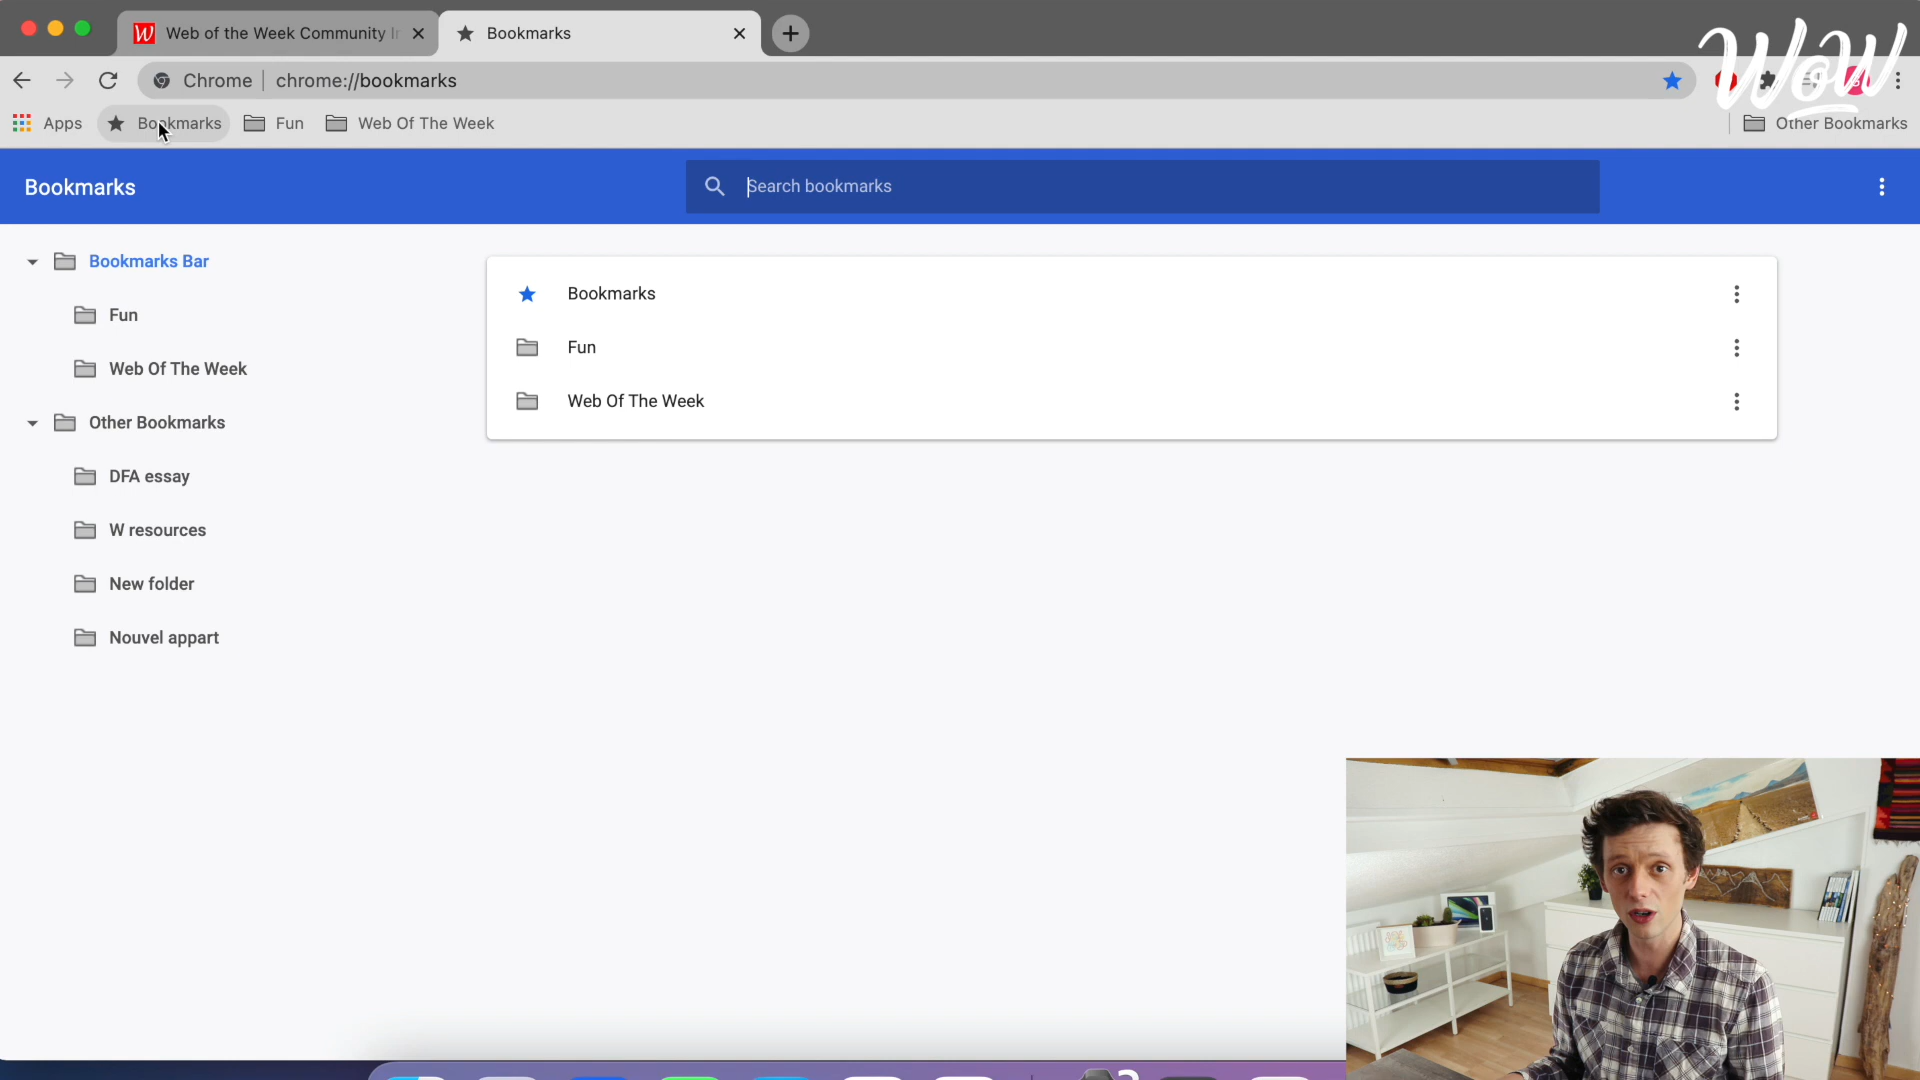 W Web of the Week Community I
Bookmarks
WoW
Chrome | chrome://bookmarks
Apps
Bookmarks
Fun
Web Of The Week
Other Bookmarks
Bookmarks
Search bookmarks
Bookmarks Bar
Fun
Web Of The Week
Other Bookmarks
DFA essay
W resources
New folder
Nouvel appart
Bookmarks
Fun
Web Of The Week